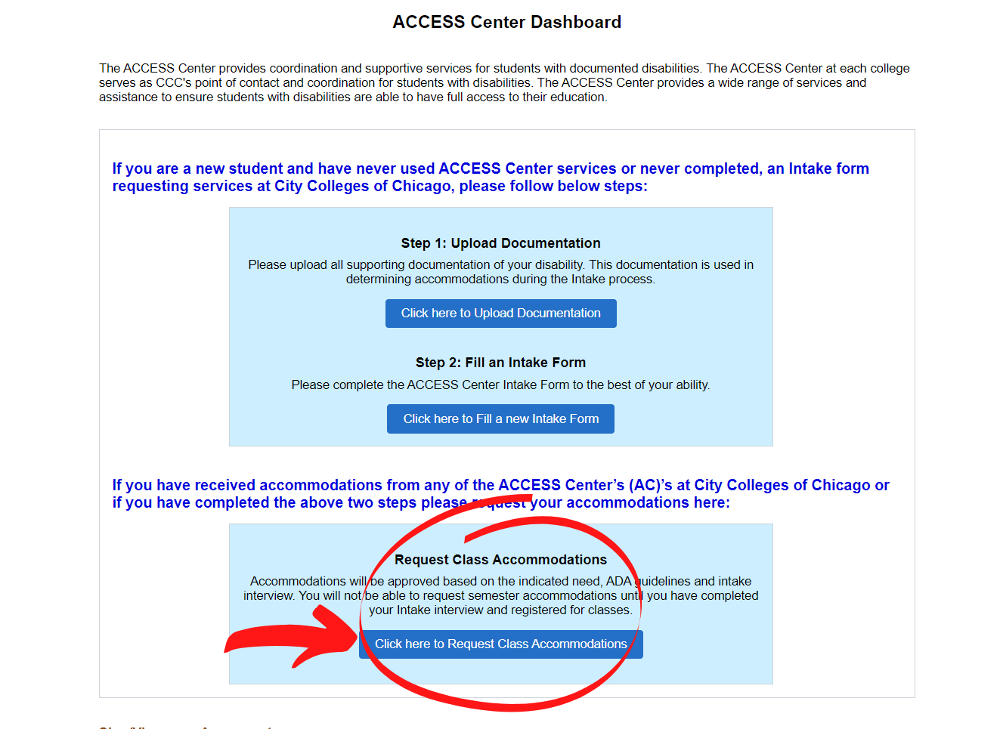 ACCESS Center Dashboard
The ACCESS Center provides coordination and supportive services for students with documented disabilities. The ACCESS Center at each college
serves as CCC's point of contact and coordination for students with disabilities. The ACCESS Center provides a wide range of services and
assistance to ensure students with disabilities are able to have full access to their education.
If you are a new student and have never used ACCESS Center services or never completed, an Intake form
requesting services at City Colleges of Chicago, please follow below steps:
Step 1: Upload Documentation
Please upload all supporting documentation of your disability. This documentation is used in
determining accommodations during the Intake process.
Click here to Upload Documentation
Step 2: Fill an Intake Form
Please complete the ACCESS Center Intake Form to the best of your ability.
Click here to Fill a new Intake Form
If you have received accommodations from any of the ACCESS Center’s (AC)’s at City Colleges of Chicago or
if you have completed the above two steps please request your accommodations here:
Request Class Accommodations
Accommodations will be approved based on the indicated need, ADA guidelines and intake
interview. You will not be able to request semester accommodations until you have completed
your Intake interview and registered for classes.
Click here to Request Class Accommodations